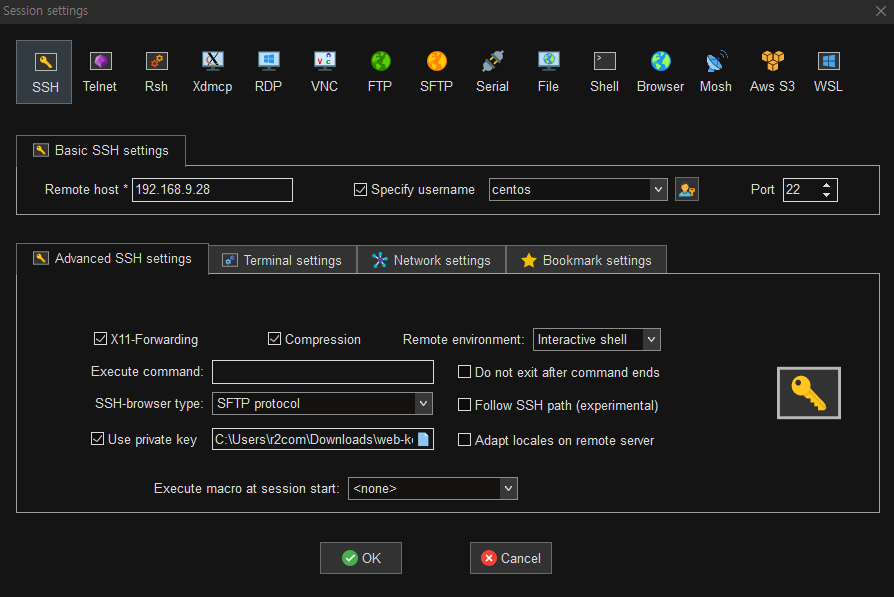 Session settings
SSH Telnet Rsh Xdmcp RDP VNC FTP SFTP Serial File Shell Browser Mosh Aws S3 WSL
Basic SSH settings
Remote host * 192.168.9.28 Specify username centos Port 22
Advanced SSH settings Terminal settings Network settings Bookmark settings
X11-Forwarding Compression Remote environment: Interactive shell
Execute command: Do not exit after command ends
SSH-browser type: SFTP protocol Follow SSH path (experimental)
Use private key C:\Users\r2com\Downloads\web-k Adapt locales on remote server
Execute macro at session start: <none>
OK Cancel